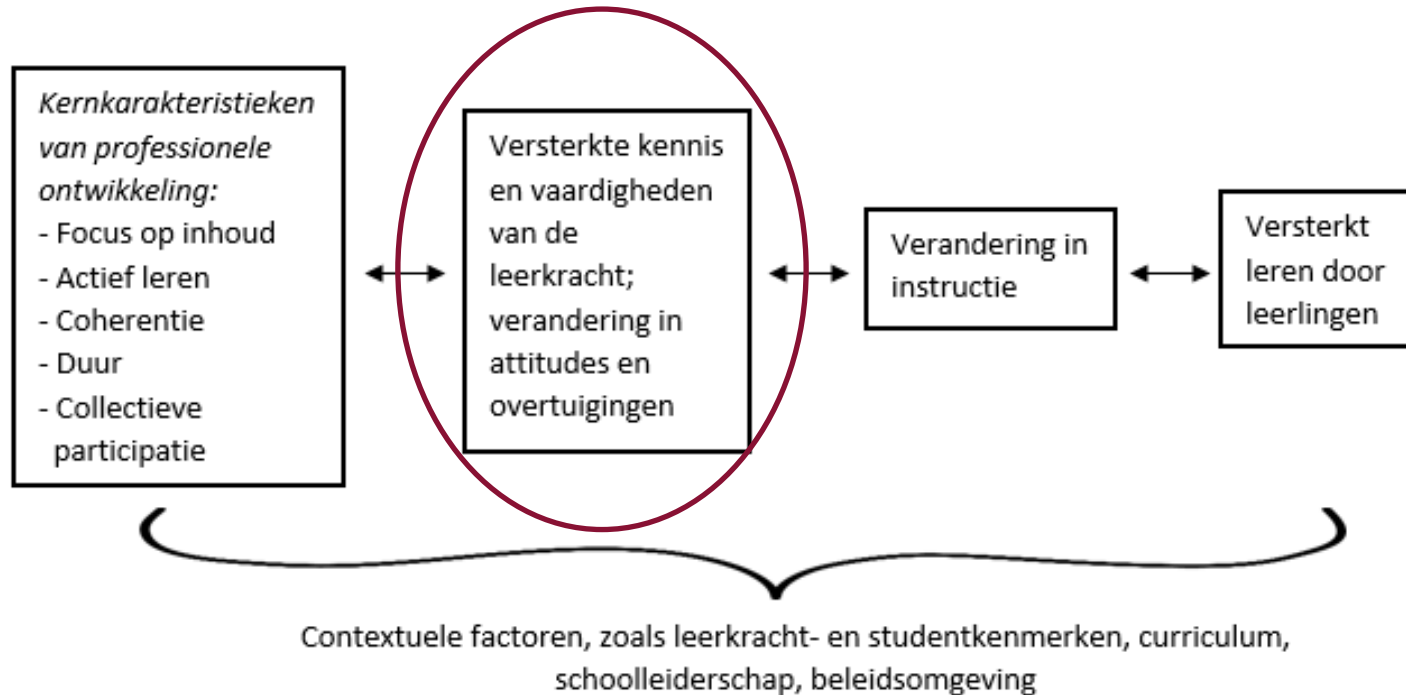 Kernkarakteristieken
van professionele
ontwikkeling:
- Focus op inhoud
- Actief leren
- Coherentie
- Duur
- Collectieve
participatie
Versterkte kennis
en vaardigheden
van de
leerkracht;
verandering in
attitudes en
overtuigingen
Verandering in
instructie
Versterkt
leren door
leerlingen
Contextuele factoren, zoals leerkracht- en studentkenmerken, curriculum,
schoolleiderschap, beleidsomgeving